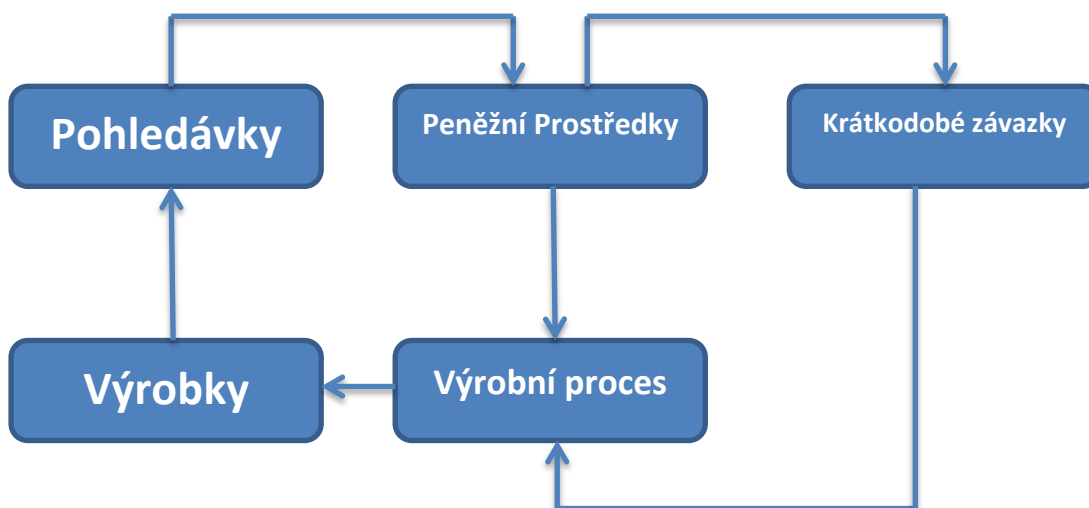 Pohledávky
Peněžní Prostředky
Krátkodobé závazky
Výrobky
Výrobní proces